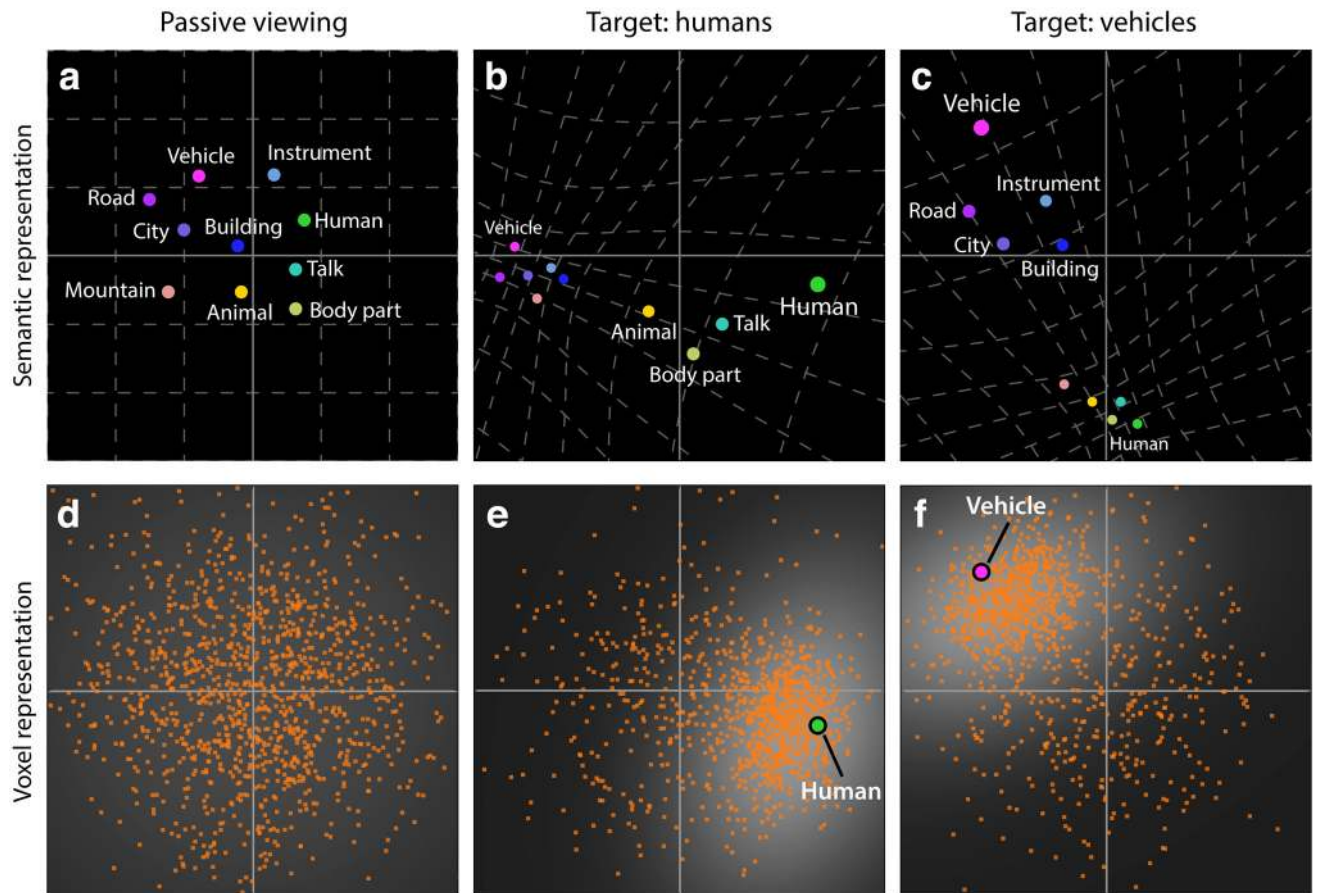 Passive viewing
Target: humans
Target: vehicles
Semantic representation
a
Vehicle
Instrument
Road
City
Building
Human
Talk
Mountain
Animal
Body part
b
Vehicle
Animal
Talk
Human
Body part
c
Vehicle
Instrument
Road
City
Building
Human
Voxel representation
d
e
Human
f
Vehicle